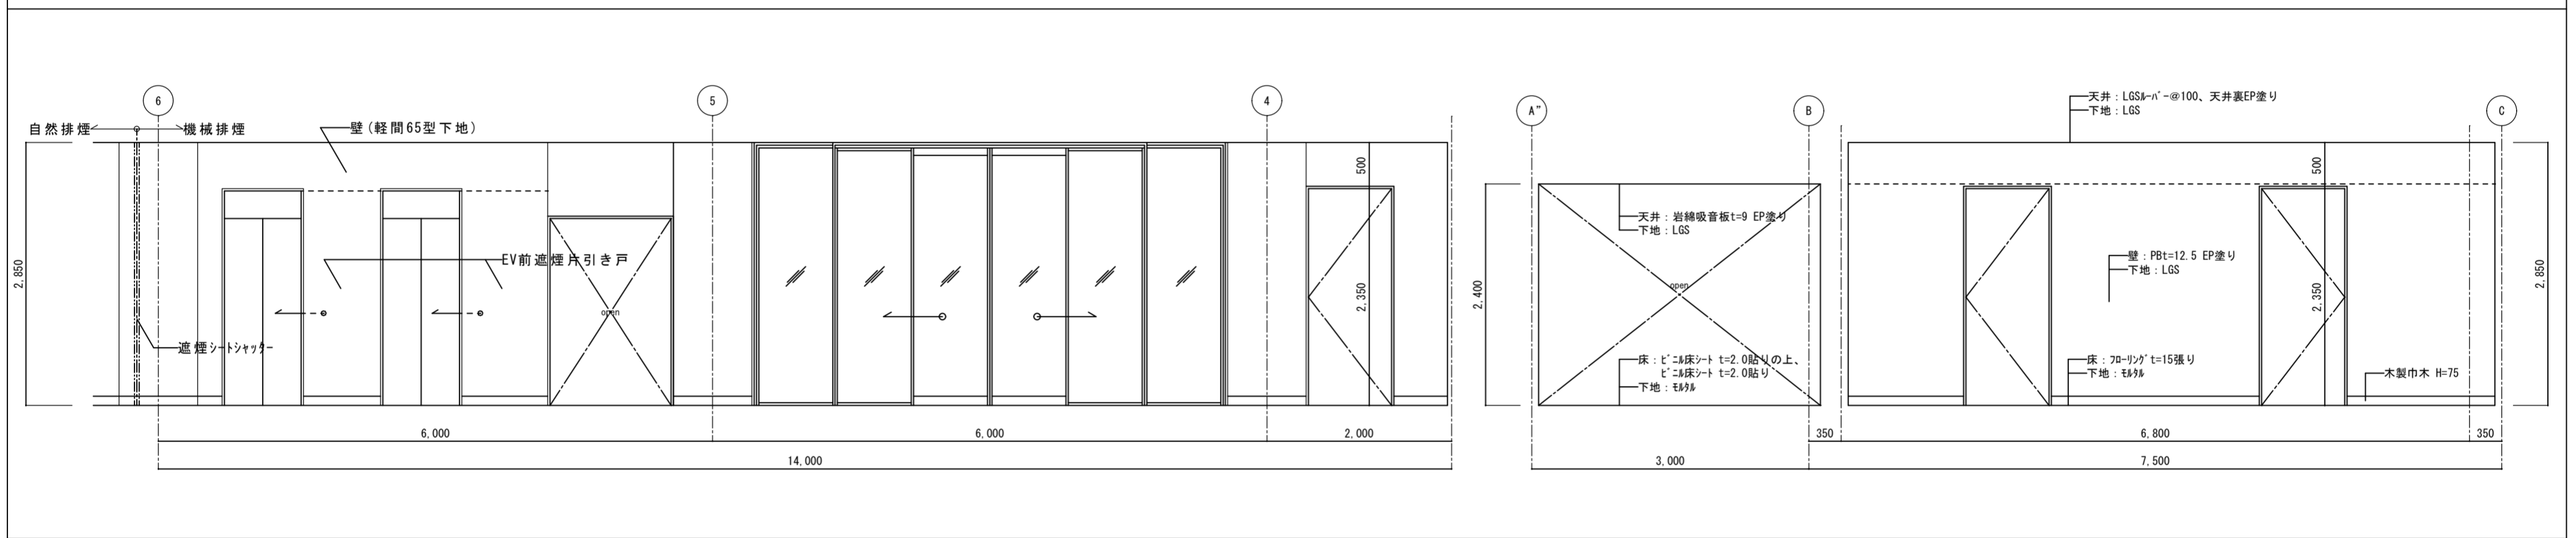 6
5
4
自然排煙
機械排煙
壁(軽間65型下地)
2,850
500
2,350
EV前遮煙片引き戸
open
遮煙シートシャッター
6,000
6,000
2,000
14,000
A"
B
C
2,400
天井：岩綿吸音板t=9 EP塗り
下地：LGS
open
床：ﾋﾞﾆﾙ床ｼｰﾄ t=2.0貼りの上、
ﾋﾞﾆﾙ床ｼｰﾄ t=2.0貼り
下地：ﾓﾙﾀﾙ
3,000
天井：LGSﾙｰﾊﾞｰ@100、天井裏EP塗り
下地：LGS
500
2,350
2,850
壁：PBt=12.5 EP塗り
下地：LGS
床：ﾌﾛｰﾘﾝｸﾞt=15張り
下地：ﾓﾙﾀﾙ
木製巾木 H=75
350
6,800
350
7,500